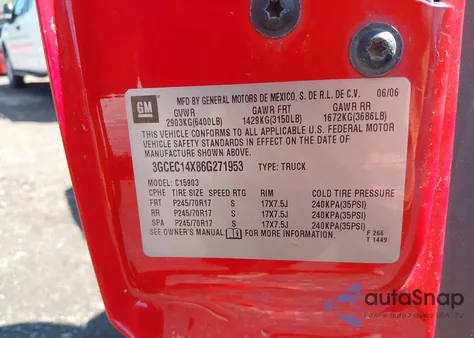 GM
MFD BY GENERAL MOTORS DE MEXICO, S. DE R.L. DE C.V. 06/06
GVWR GAWR FRT GAWR RR
2903KG(6400LB) 1429KG(3150LB) 1672KG(3686LB)
THIS VEHICLE CONFORMS TO ALL APPLICABLE U.S. FEDERAL MOTOR
VEHICLE SAFETY STANDARDS IN EFFECT ON THE DATE OF
MANUFACTURE SHOWN ABOVE.
3GCEC14X86G271953 TYPE: TRUCK
MODEL: C15903
CPHE TIRE SIZE SPEED RTG RIM COLD TIRE PRESSURE
FRT P245/70R17 S 17X7.5J 240KPA(35PSI)
RR P245/70R17 S 17X7.5J 240KPA(35PSI)
SPA P245/70R17 S 17X7.5J 240KPA(35PSI)
SEE OWNER'S MANUAL FOR MORE INFORMATION.
F 266
T 1449
autoSnap